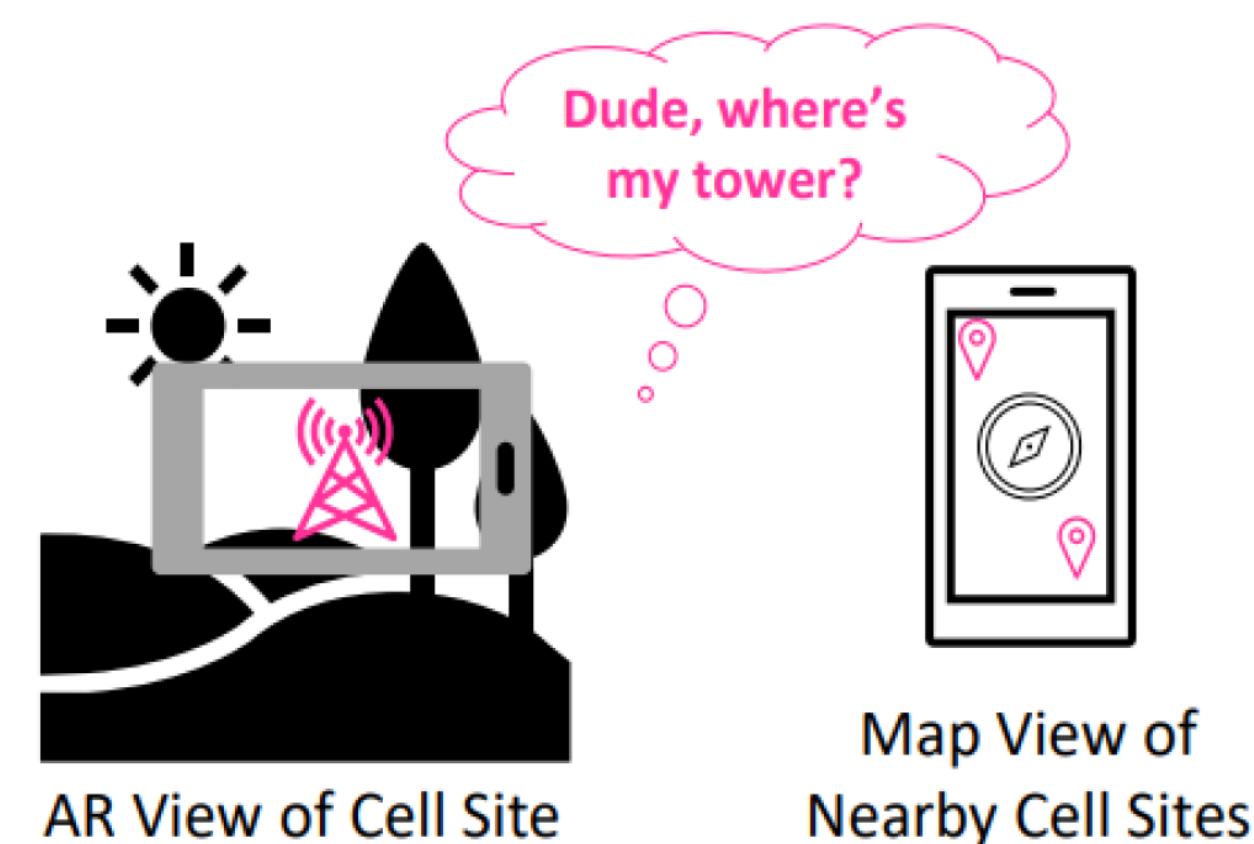 Dude, where's
my tower?
AR View of Cell Site
Map View of
Nearby Cell Sites